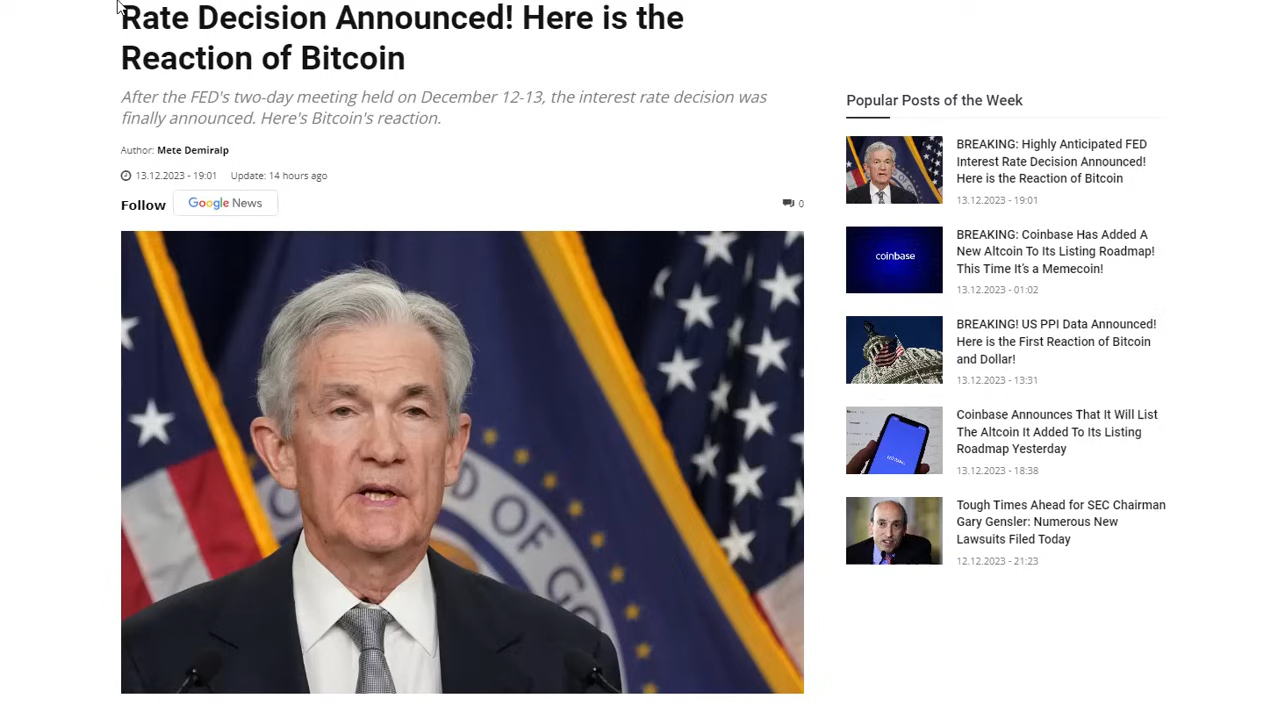 Rate Decision Announced! Here is the
Reaction of Bitcoin
After the FED's two-day meeting held on December 12-13, the interest rate decision was
finally announced. Here's Bitcoin's reaction.
Author: Mete Demiralp
13.12.2023 - 19:01 Update: 14 hours ago
Follow Google News
0
D OF GO
Popular Posts of the Week
BREAKING: Highly Anticipated FED
Interest Rate Decision Announced!
Here is the Reaction of Bitcoin
13.12.2023 - 19:01
coinbase
BREAKING: Coinbase Has Added A
New Altcoin To Its Listing Roadmap!
This Time It's a Memecoin!
13.12.2023 - 01:02
BREAKING! US PPI Data Announced!
Here is the First Reaction of Bitcoin
and Dollar!
13.12.2023 - 13:31
Coinbase Announces That It Will List
The Altcoin It Added To Its Listing
Roadmap Yesterday
13.12.2023 - 18:38
Tough Times Ahead for SEC Chairman
Gary Gensler: Numerous New
Lawsuits Filed Today
12.12.2023 - 21:23